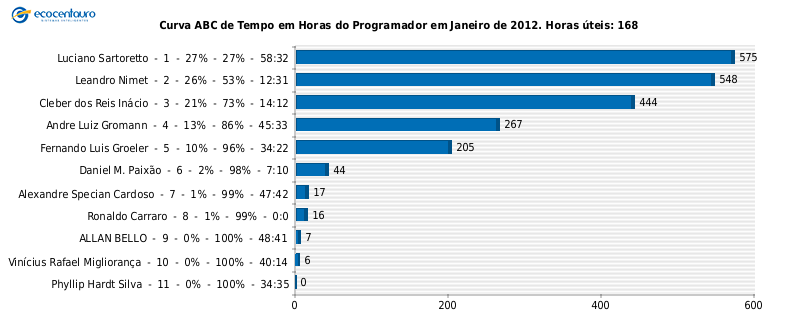 ecocentauro
Curva ABC de Tempo em Horas do Programador em Janeiro de 2012. Horas úteis: 168
Luciano Sartoretto - 1 - 27% - 27% - 58:32 575
Leandro Nimet - 2 - 26% - 53% - 12:31 548
Cleber dos Reis Inácio - 3 - 21% - 73% - 14:12 444
Andre Luiz Gromann - 4 - 13% - 86% - 45:33 267
Fernando Luis Groeler - 5 - 10% - 96% - 34:22 205
Daniel M. Paixão - 6 - 2% - 98% - 7:10 44
Alexandre Specian Cardoso - 7 - 1% - 99% - 47:42 17
Ronaldo Carraro - 8 - 1% - 99% - 0:0 16
ALLAN BELLO - 9 - 0% - 100% - 48:41 7
Vinícius Rafael Migliorança - 10 - 0% - 100% - 40:14 6
Phyllip Hardt Silva - 11 - 0% - 100% - 34:35 0
0 200 400 600